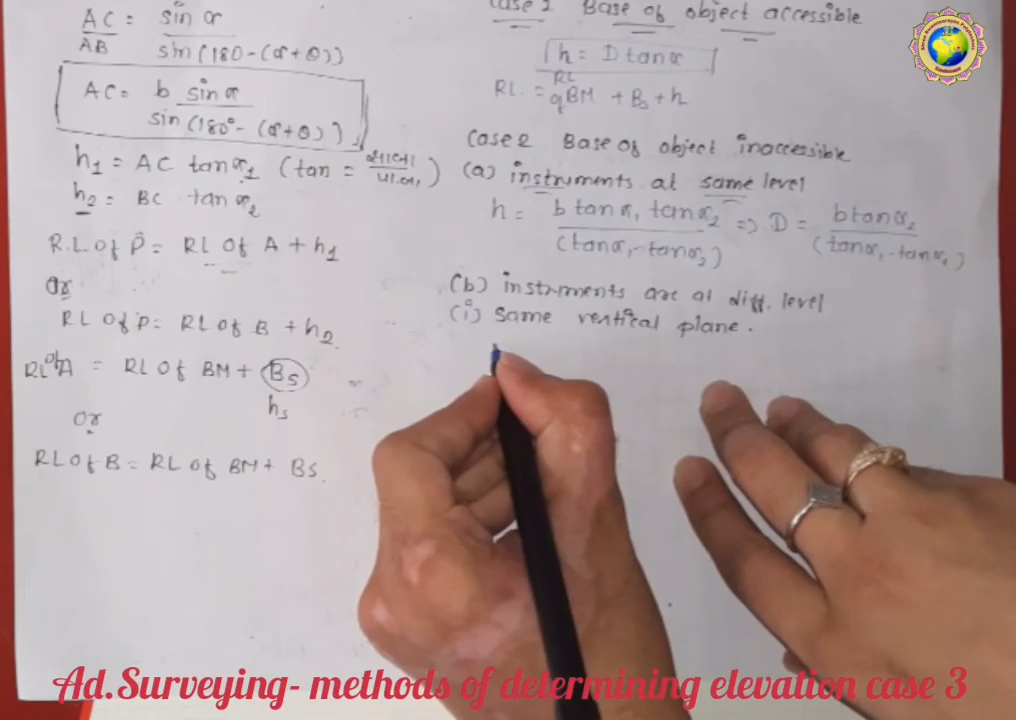 AC = sin α
AB sin (180 - (α + θ))
AC = b sin α
sin (180° - (α + θ))
h1 = AC tan α1 (tan = સા.બા / પા.બા.)
h2 = BC tan α2
R.L of P = RL of A + h1
or
RL of P = RL of B + h2.
RL of A = RL of BM + Bs
hs
or
RL of B = RL of BM + BS.
case 1 Base of object accessible
h = D tan α
RL. = RL of BM + Bs + h
case 2 Base of object inaccessible
(a) instruments at same level
h = b tan α1 tan α2 / (tan α1 - tan α2) => D = b tan α2 / (tan α1 - tan α2)
(b) instruments are at diff. level
(i) same vertical plane.
Ad.Surveying- methods of determining elevation case 3